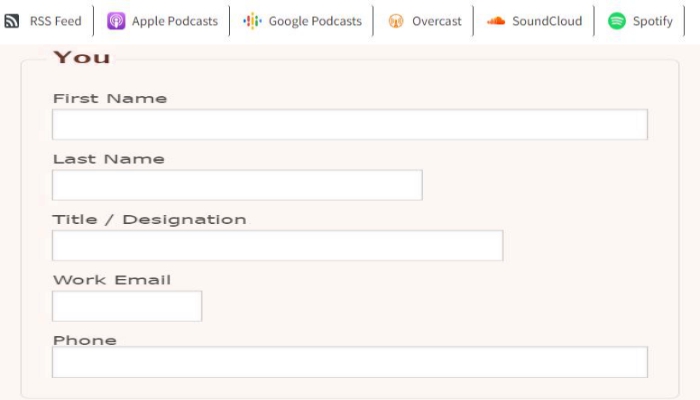 RSS Feed Apple Podcasts Google Podcasts Overcast SoundCloud Spotify
You
First Name
Last Name
Title / Designation
Work Email
Phone